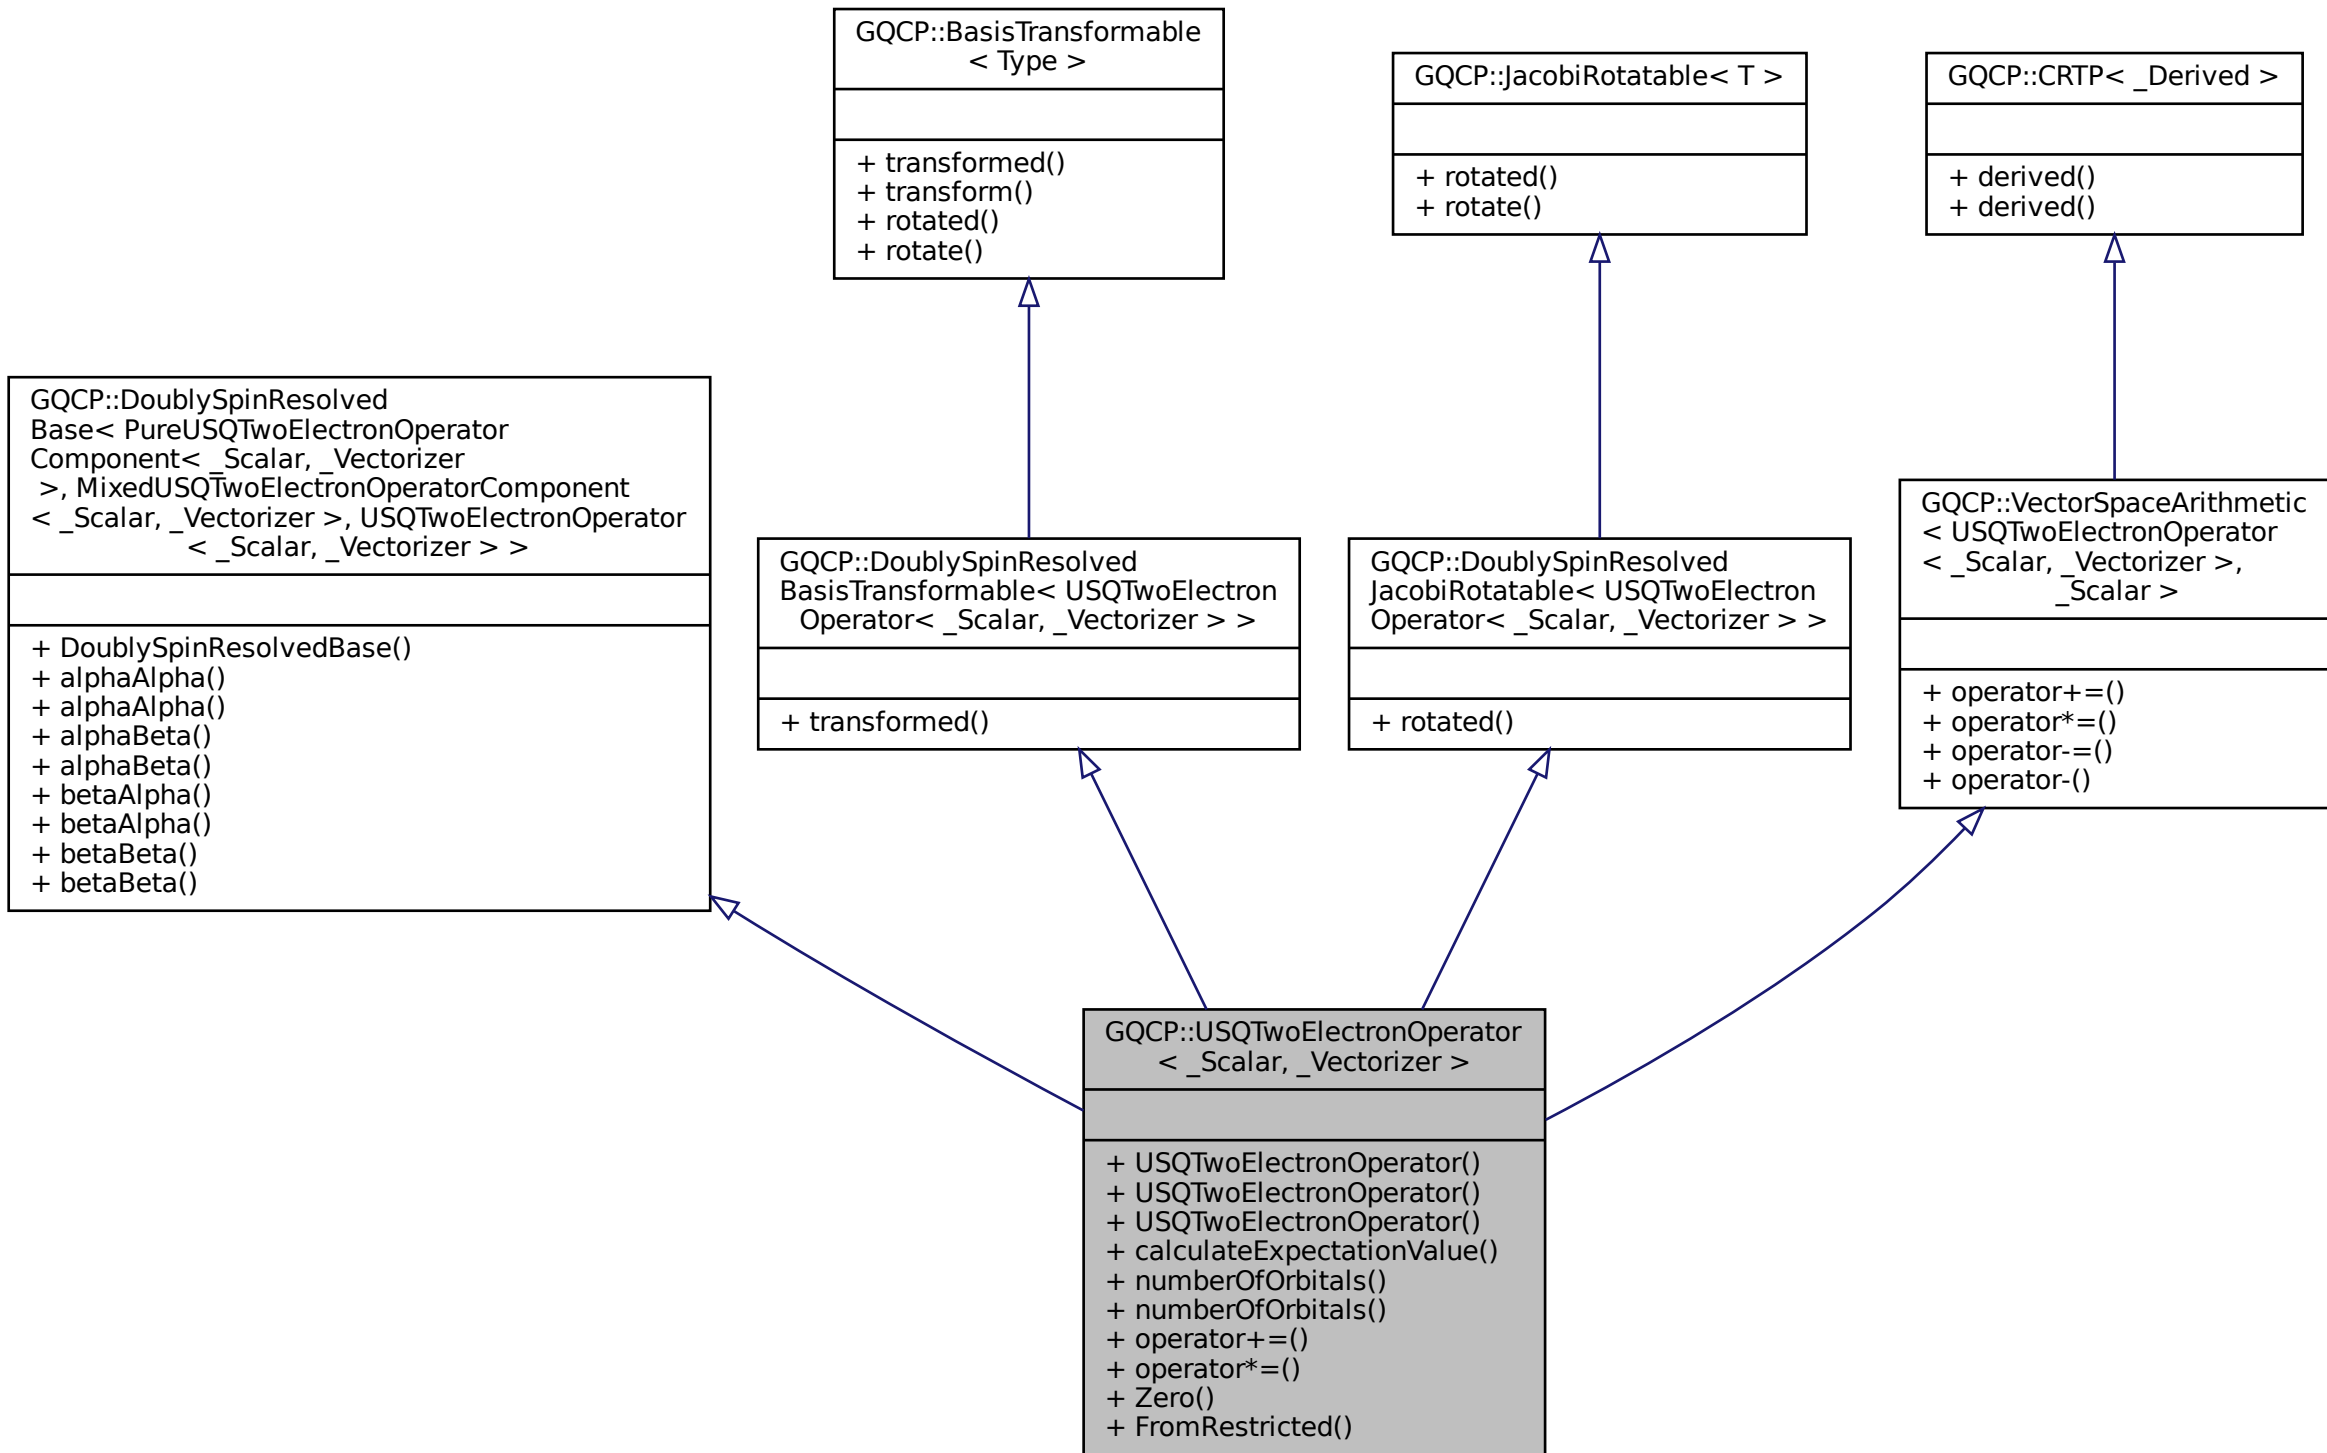 GQCP::BasisTransformable
< Type >
+ transformed()
+ transform()
+ rotated()
+ rotate()
GQCP::JacobiRotatable< T >
+ rotated()
+ rotate()
GQCP::CRTP< _Derived >
+ derived()
+ derived()
GQCP::DoublySpinResolved
Base< PureUSQTwoElectronOperator
Component< _Scalar, _Vectorizer
>, MixedUSQTwoElectronOperatorComponent
< _Scalar, _Vectorizer >, USQTwoElectronOperator
< _Scalar, _Vectorizer > >
+ DoublySpinResolvedBase()
+ alphaAlpha()
+ alphaAlpha()
+ alphaBeta()
+ alphaBeta()
+ betaAlpha()
+ betaAlpha()
+ betaBeta()
+ betaBeta()
GQCP::DoublySpinResolved
BasisTransformable< USQTwoElectron
Operator< _Scalar, _Vectorizer > >
+ transformed()
GQCP::DoublySpinResolved
JacobiRotatable< USQTwoElectron
Operator< _Scalar, _Vectorizer > >
+ rotated()
GQCP::VectorSpaceArithmetic
< USQTwoElectronOperator
< _Scalar, _Vectorizer >,
_Scalar >
+ operator+=()
+ operator*=()
+ operator-=()
+ operator-()
GQCP::USQTwoElectronOperator
< _Scalar, _Vectorizer >
+ USQTwoElectronOperator()
+ USQTwoElectronOperator()
+ USQTwoElectronOperator()
+ calculateExpectationValue()
+ numberOfOrbitals()
+ numberOfOrbitals()
+ operator+=()
+ operator*=()
+ Zero()
+ FromRestricted()